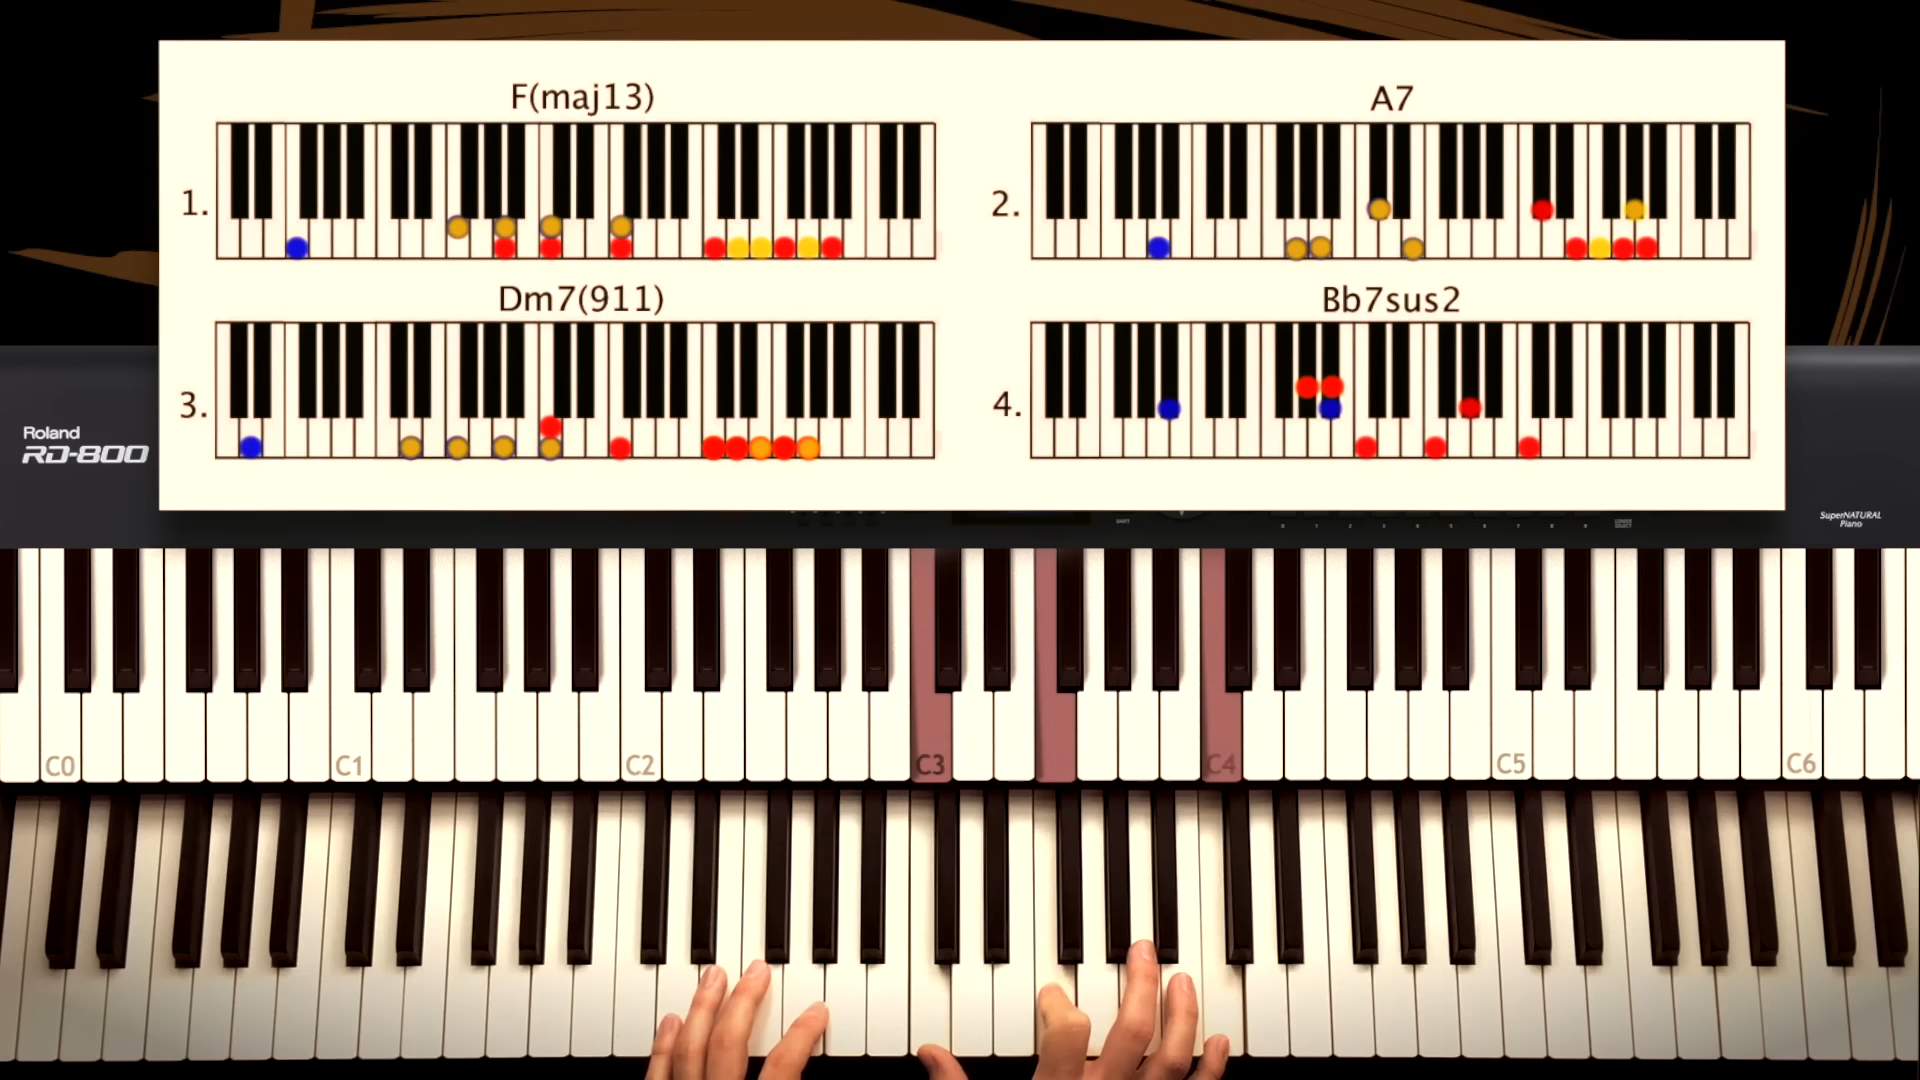 F(maj13)
A7
1.
2.
Dm7(911)
Bb7sus2
3.
4.
Roland
RD-800
SuperNATURAL
Piano
C0
C1
C2
C3
C4
C5
C6